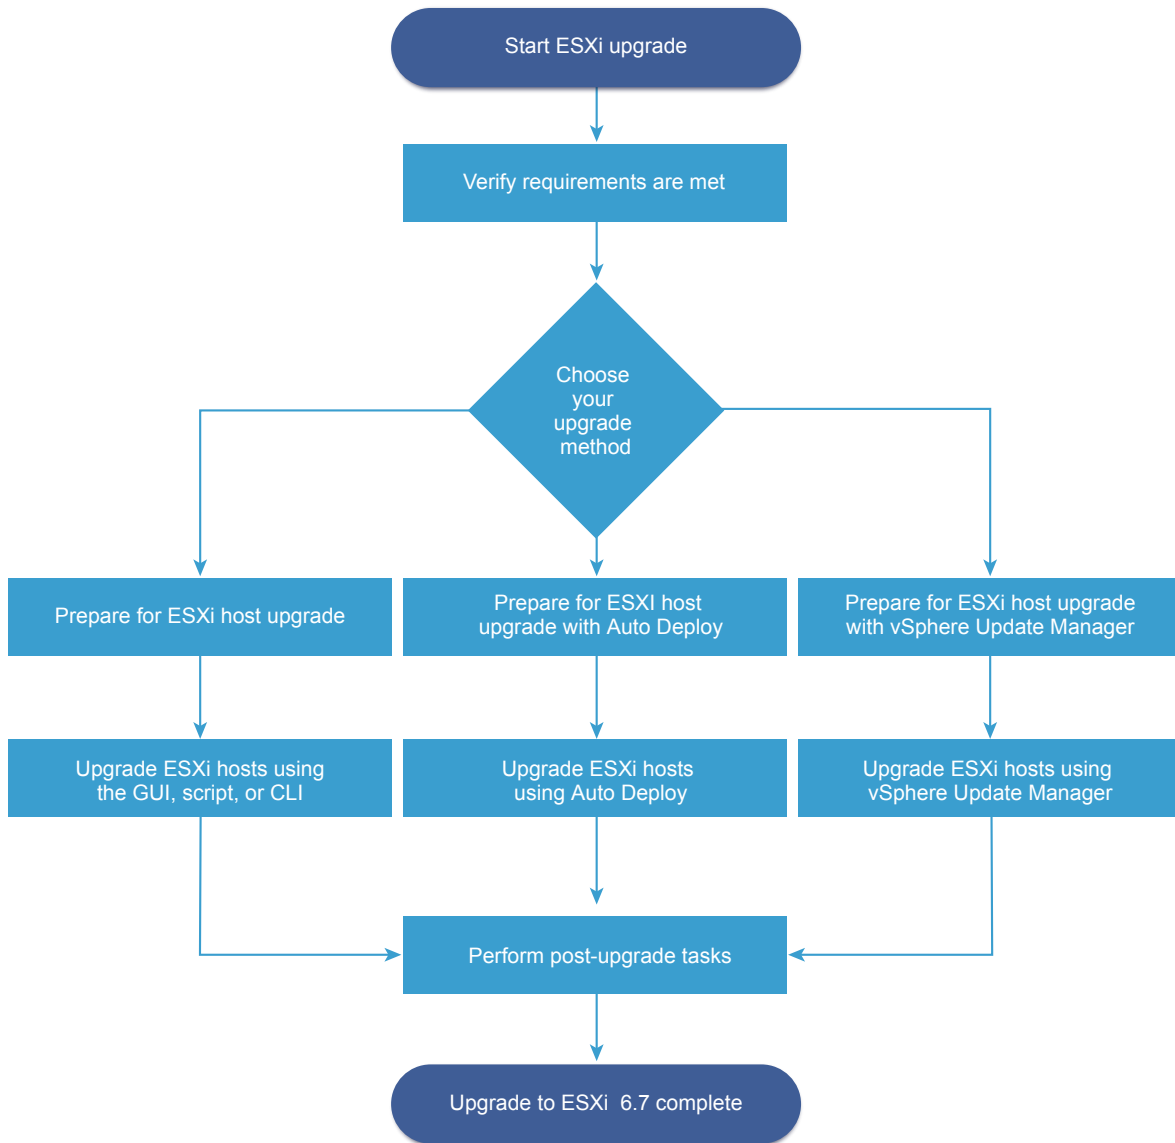 Start ESXi upgrade
Verify requirements are met
Choose
your
upgrade
method
Prepare for ESXi host upgrade
Prepare for ESXI host
upgrade with Auto Deploy
Prepare for ESXi host upgrade
with vSphere Update Manager
Upgrade ESXi hosts using
the GUI, script, or CLI
Upgrade ESXi hosts
using Auto Deploy
Upgrade ESXi hosts using
vSphere Update Manager
Perform post-upgrade tasks
Upgrade to ESXi  6.7 complete